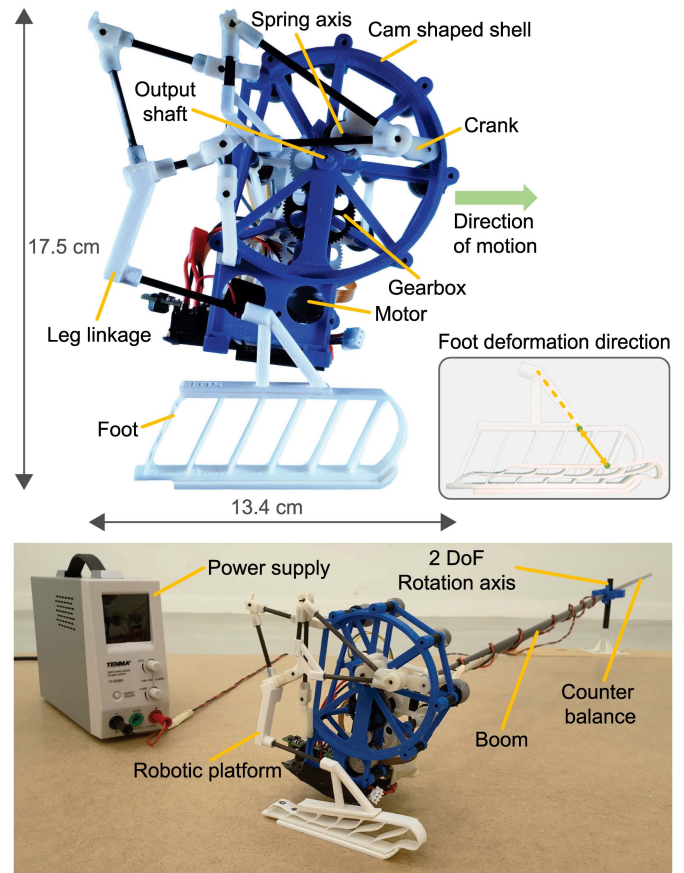 Spring axis
Cam shaped shell
Output
shaft
Crank
Direction
of motion
17.5 cm
Gearbox
Leg linkage
Motor
Foot deformation direction
Foot
13.4 cm
Power supply
2 DoF
Rotation axis
TENMA
Counter
balance
Boom
Robotic platform